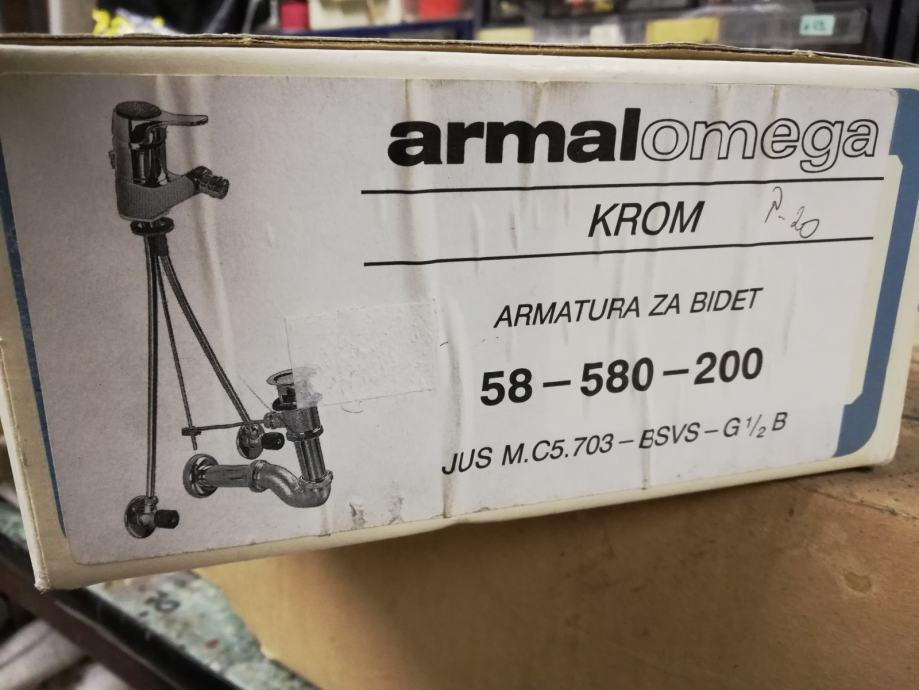 armalomega
KROM
ARMATURA ZA BIDET
58-580-200
JUS M.C5.703-BSVS-G 1/2 B